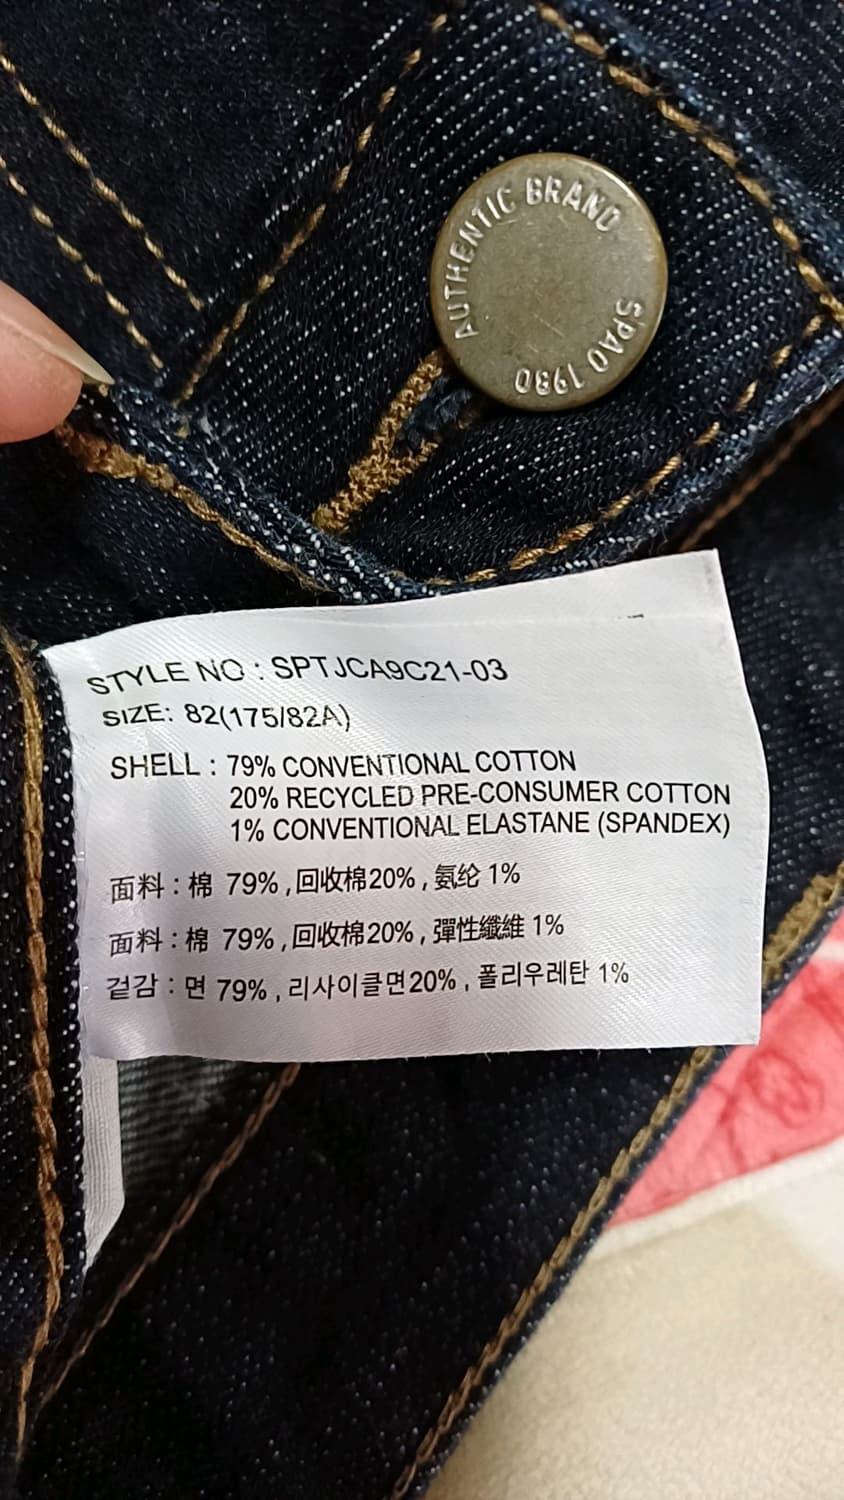 AUTHENTIC BRAND
SPAO 1980
STYLE NO : SPTJCA9C21-03
SIZE: 82(175/82A)
SHELL : 79% CONVENTIONAL COTTON
20% RECYCLED PRE-CONSUMER COTTON
1% CONVENTIONAL ELASTANE (SPANDEX)
面料 : 棉 79% , 回收棉20% , 氨纶 1%
面料 : 棉 79% , 回收棉20% , 彈性纖維 1%
겉감 : 면 79% , 리사이클면20% , 폴리우레탄 1%